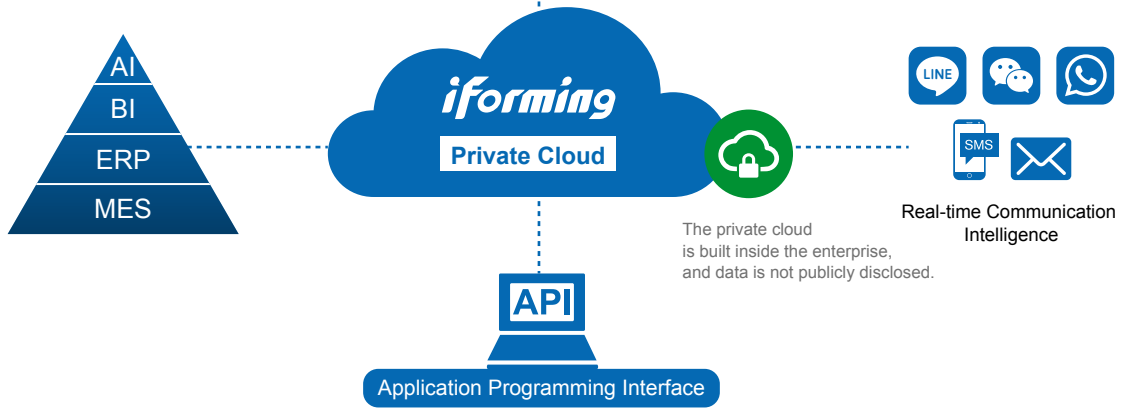 AI
BI
ERP
MES
iForming
Private Cloud
The private cloud
is built inside the enterprise,
and data is not publicly disclosed.
LINE
SMS
Real-time Communication
Intelligence
API
Application Programming Interface